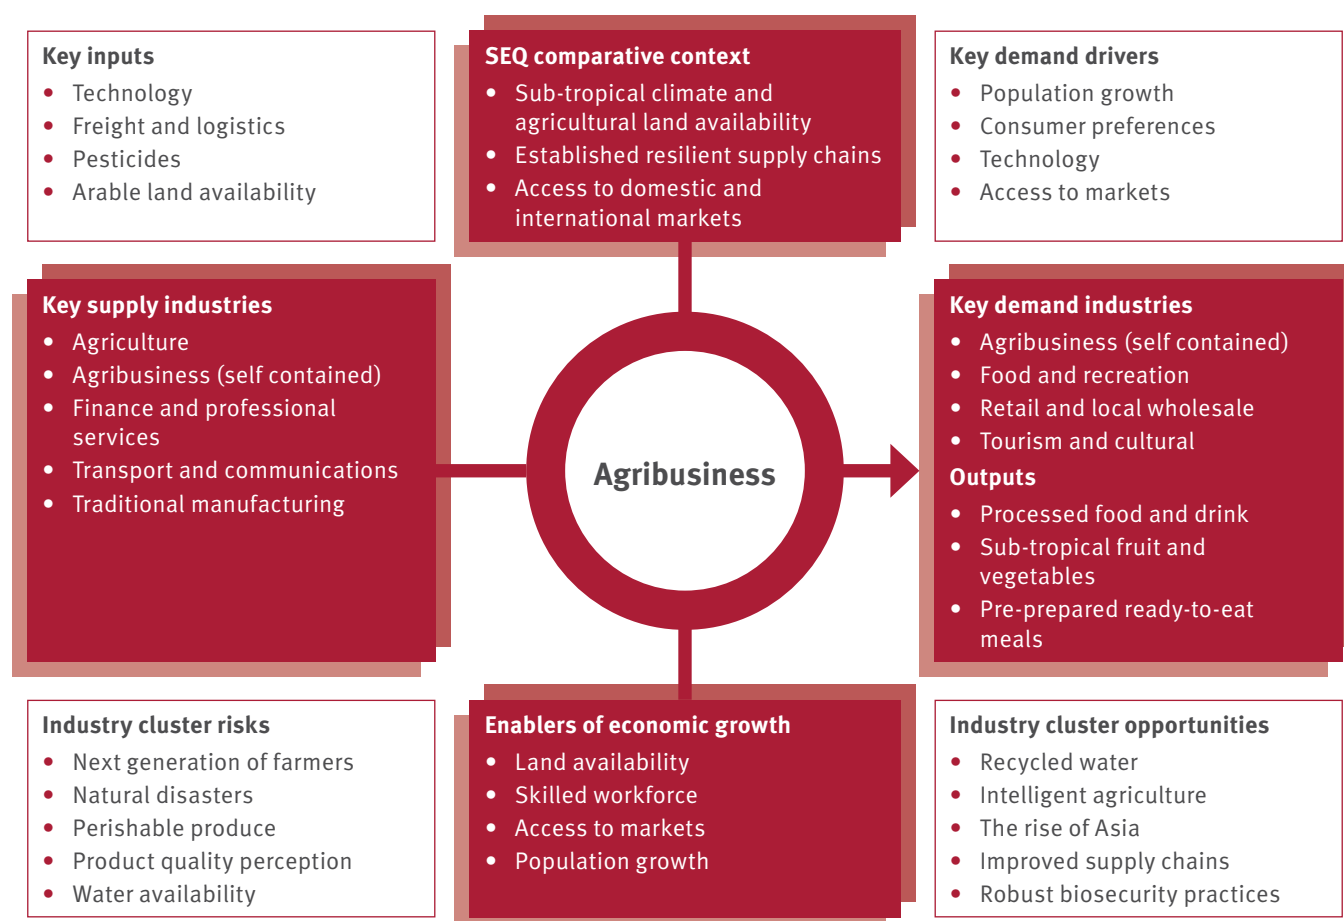 Key inputs
• Technology
• Freight and logistics
• Pesticides
• Arable land availability
SEQ comparative context
• Sub-tropical climate and
agricultural land availability
• Established resilient supply chains
• Access to domestic and
international markets
Key demand drivers
• Population growth
• Consumer preferences
• Technology
• Access to markets
Key supply industries
• Agriculture
• Agribusiness (self contained)
• Finance and professional
services
• Transport and communications
• Traditional manufacturing
Agribusiness
Key demand industries
• Agribusiness (self contained)
• Food and recreation
• Retail and local wholesale
• Tourism and cultural
Outputs
• Processed food and drink
• Sub-tropical fruit and
vegetables
• Pre-prepared ready-to-eat
meals
Industry cluster risks
• Next generation of farmers
• Natural disasters
• Perishable produce
• Product quality perception
• Water availability
Enablers of economic growth
• Land availability
• Skilled workforce
• Access to markets
• Population growth
Industry cluster opportunities
• Recycled water
• Intelligent agriculture
• The rise of Asia
• Improved supply chains
• Robust biosecurity practices